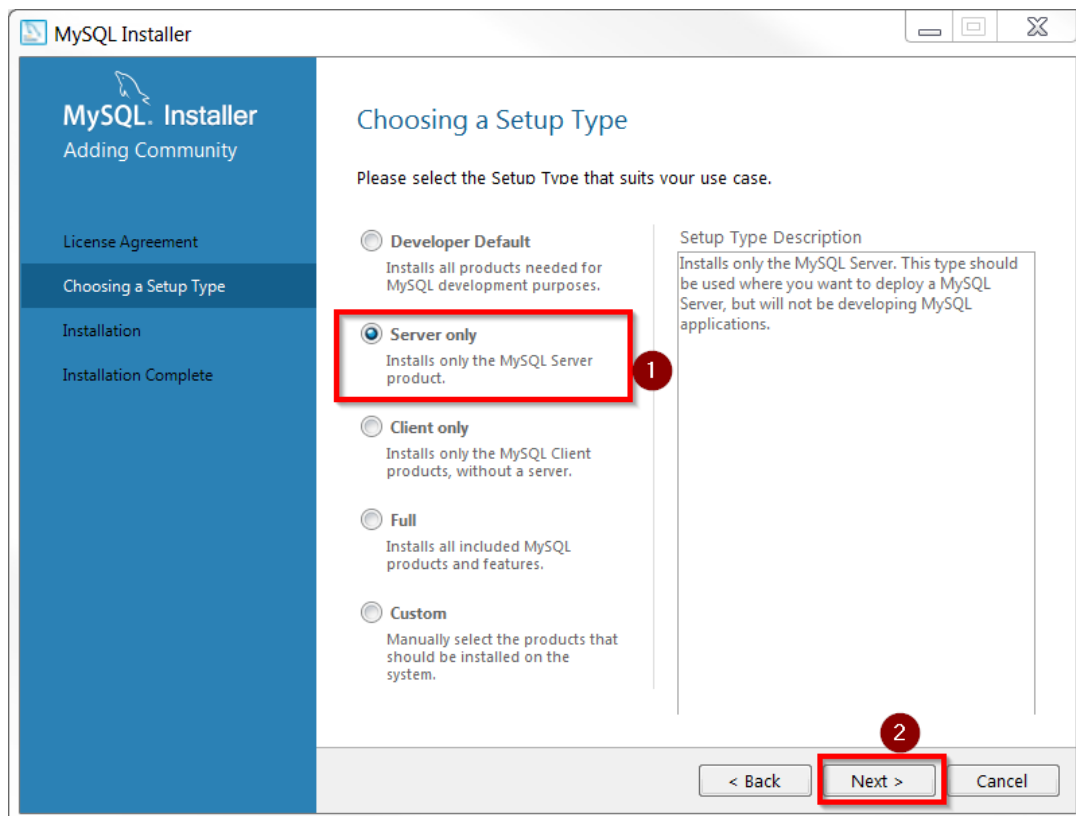 MySQL Installer
MySQL. Installer
Adding Community
License Agreement
Choosing a Setup Type
Installation
Installation Complete
Choosing a Setup Type
Please select the Setup Type that suits your use case.
Developer Default
Installs all products needed for
MySQL development purposes.
Server only
Installs only the MySQL Server
product.
1
Client only
Installs only the MySQL Client
products, without a server.
Full
Installs all included MySQL
products and features.
Custom
Manually select the products that
should be installed on the
system.
Setup Type Description
Installs only the MySQL Server. This type should
be used where you want to deploy a MySQL
Server, but will not be developing MySQL
applications.
2
< Back
Next >
Cancel